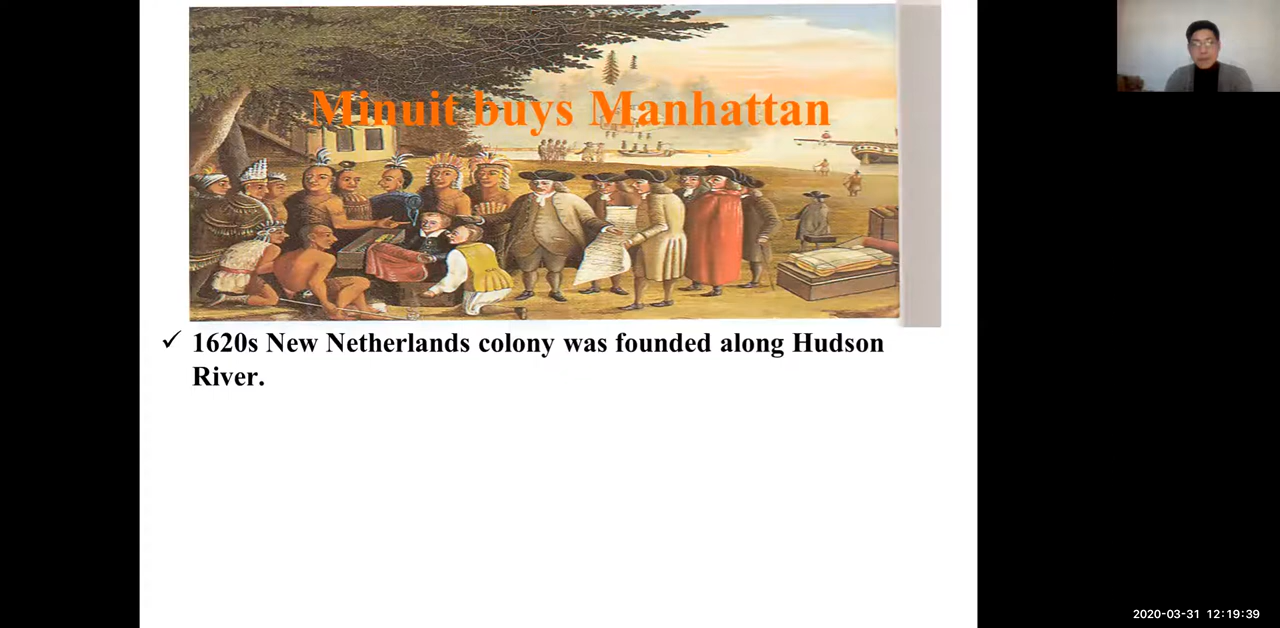 Minuit buys Manhattan
✓ 1620s New Netherlands colony was founded along Hudson
River.
2020-03-31 12:19:39